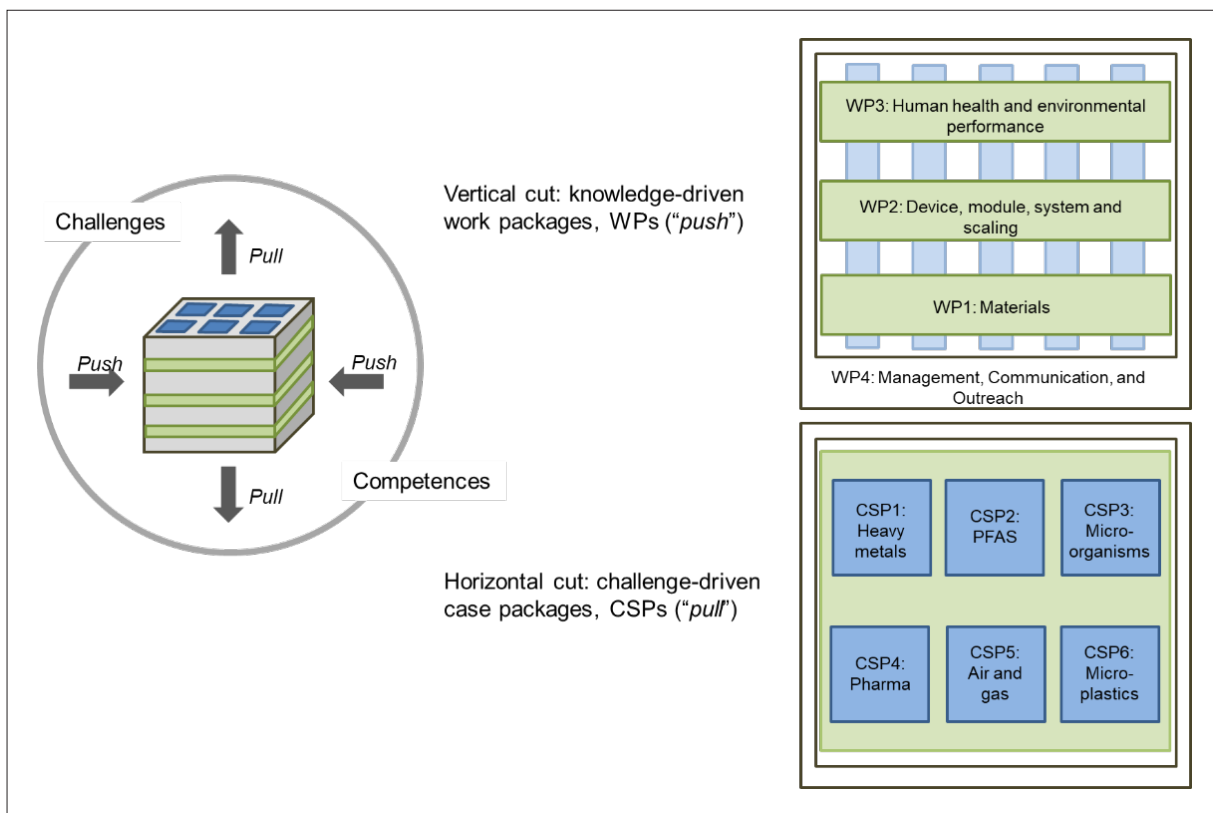 Challenges
Pull
Push
Push
Pull
Competences
Vertical cut: knowledge-driven
work packages, WPs (“push”)
Horizontal cut: challenge-driven
case packages, CSPs (“pull”)
WP3: Human health and environmental
performance
WP2: Device, module, system and
scaling
WP1: Materials
WP4: Management, Communication, and
Outreach
CSP1:
Heavy
metals
CSP2:
PFAS
CSP3:
Micro-
organisms
CSP4:
Pharma
CSP5:
Air and
gas
CSP6:
Micro-
plastics